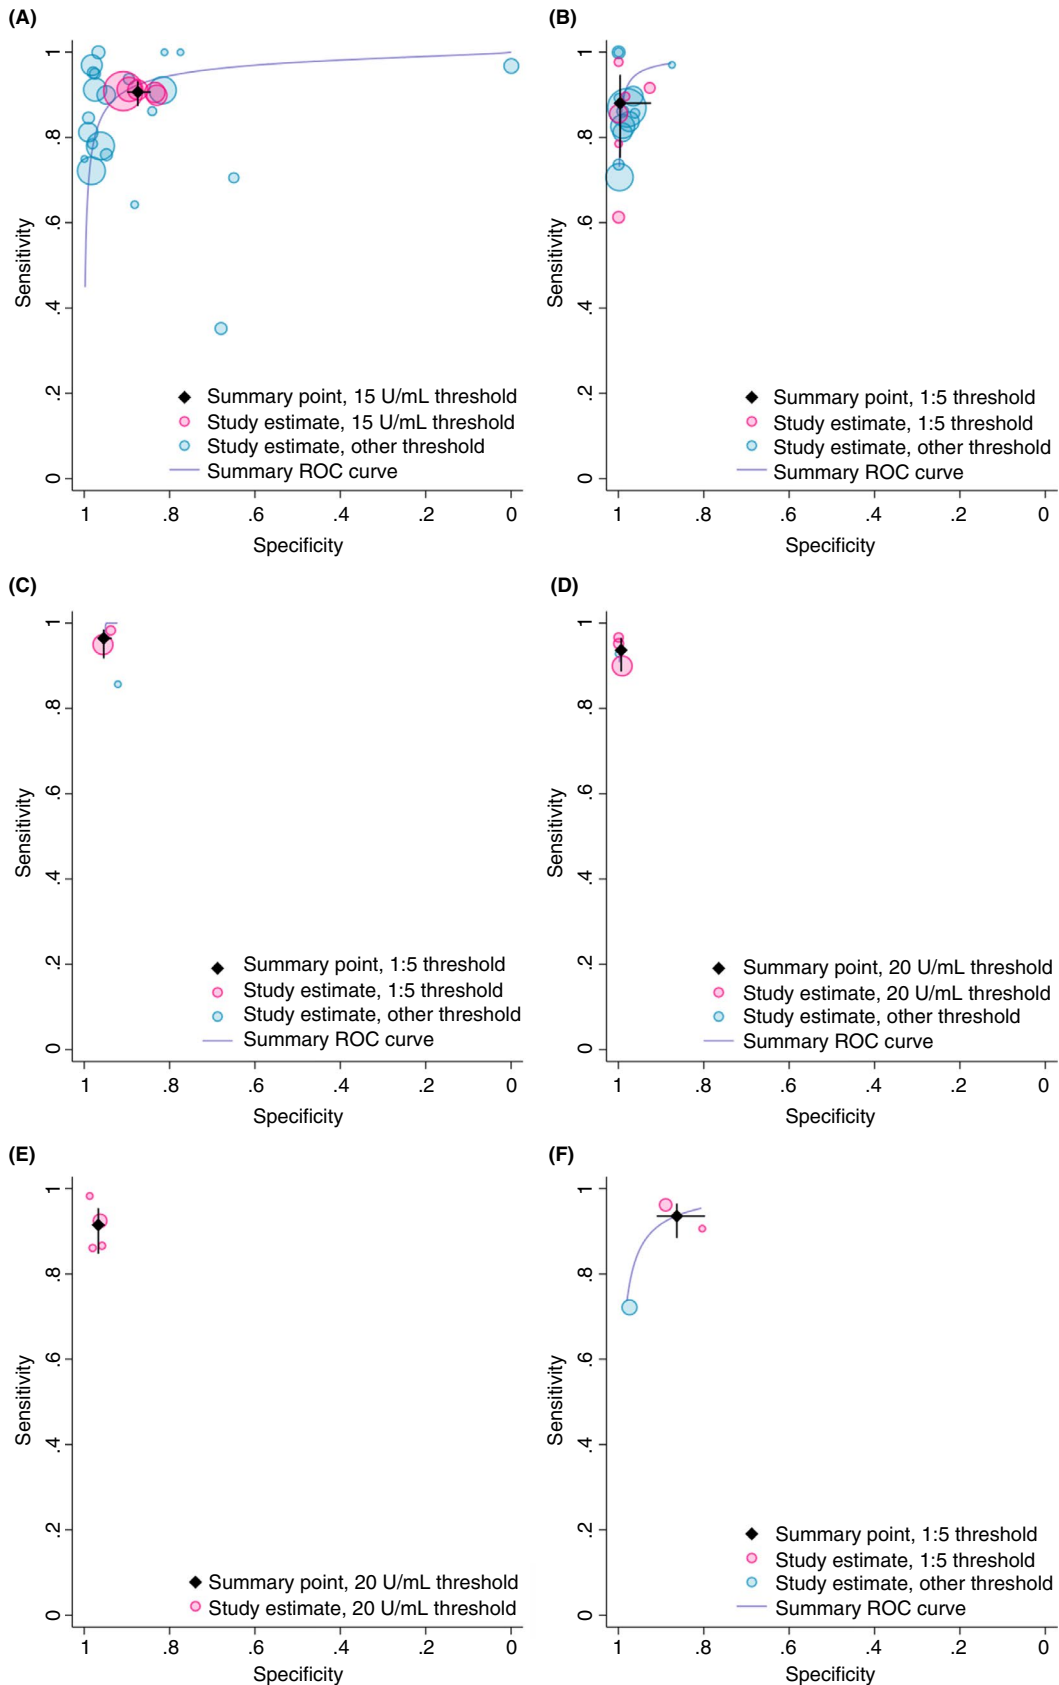 (A)
Sensitivity
1
.8
.6
.4
.2
0
Summary point, 15 U/mL threshold
Study estimate, 15 U/mL threshold
Study estimate, other threshold
Summary ROC curve
1 .8 .6 .4 .2 0
Specificity
(B)
Sensitivity
1
.8
.6
.4
.2
0
Summary point, 1:5 threshold
Study estimate, 1:5 threshold
Study estimate, other threshold
Summary ROC curve
1 .8 .6 .4 .2 0
Specificity
(C)
Sensitivity
1
.8
.6
.4
.2
0
Summary point, 1:5 threshold
Study estimate, 1:5 threshold
Study estimate, other threshold
Summary ROC curve
1 .8 .6 .4 .2 0
Specificity
(D)
Sensitivity
1
.8
.6
.4
.2
0
Summary point, 20 U/mL threshold
Study estimate, 20 U/mL threshold
Study estimate, other threshold
Summary ROC curve
1 .8 .6 .4 .2 0
Specificity
(E)
Sensitivity
1
.8
.6
.4
.2
0
Summary point, 20 U/mL threshold
Study estimate, 20 U/mL threshold
1 .8 .6 .4 .2 0
Specificity
(F)
Sensitivity
1
.8
.6
.4
.2
0
Summary point, 1:5 threshold
Study estimate, 1:5 threshold
Study estimate, other threshold
Summary ROC curve
1 .8 .6 .4 .2 0
Specificity